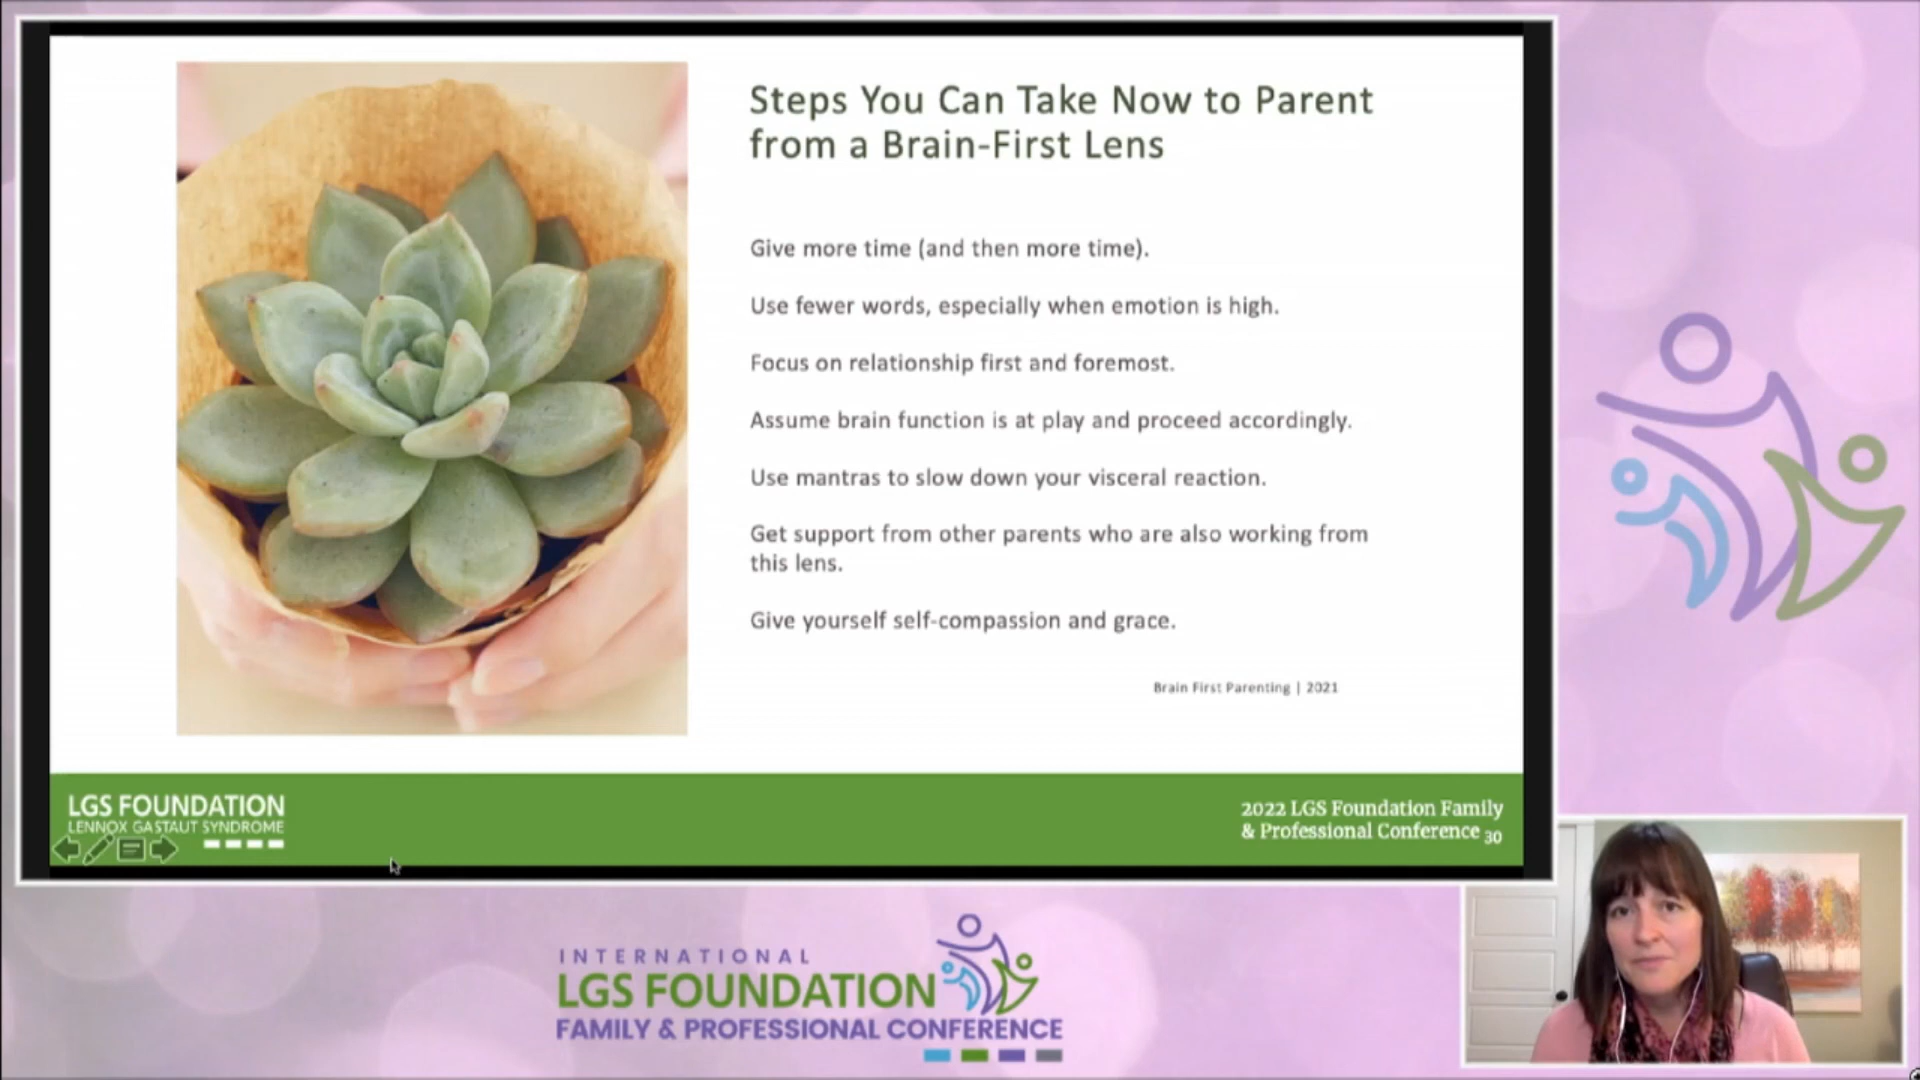 Steps You Can Take Now to Parent
from a Brain-First Lens
Give more time (and then more time).
Use fewer words, especially when emotion is high.
Focus on relationship first and foremost.
Assume brain function is at play and proceed accordingly.
Use mantras to slow down your visceral reaction.
Get support from other parents who are also working from
this lens.
Give yourself self-compassion and grace.
Brain First Parenting | 2021
LGS FOUNDATION
LENNOX GASTAUT SYNDROME
2022 LGS Foundation Family
& Professional Conference 30
INTERNATIONAL
LGS FOUNDATION
FAMILY & PROFESSIONAL CONFERENCE